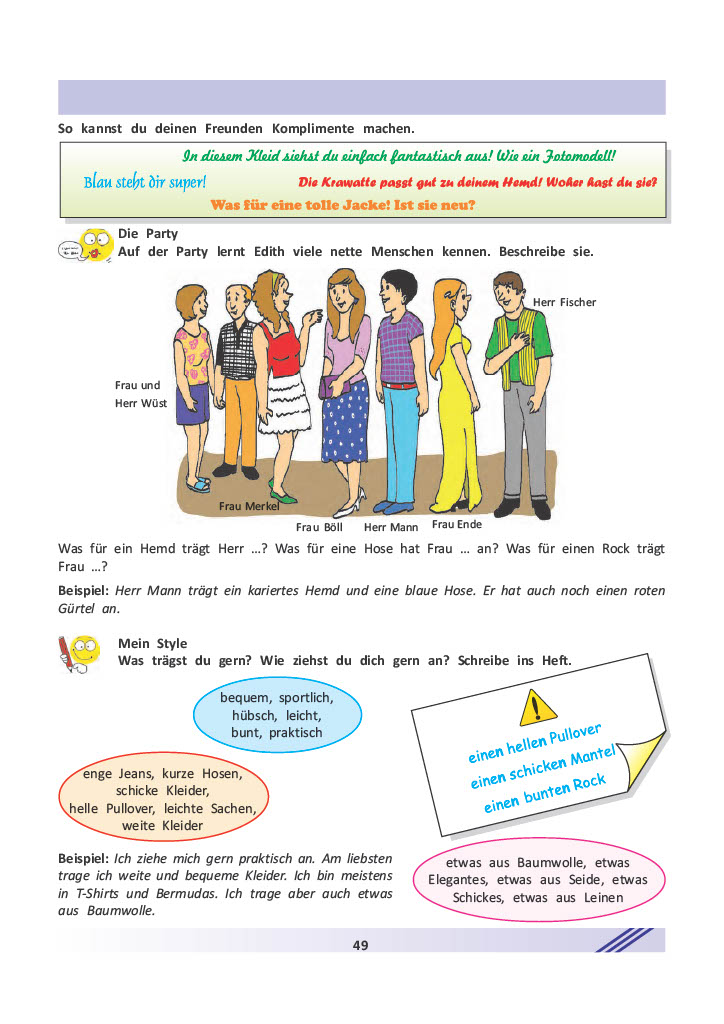 So kannst du deinen Freunden Komplimente machen.
In diesem Kleid siehst du einfach fantastisch aus! Wie ein Fotomodell!
Blau steht dir super!
Die Krawatte passt gut zu deinem Hemd! Woher hast du sie?
Was für eine tolle Jacke! Ist sie neu?
Die Party
Auf der Party lernt Edith viele nette Menschen kennen. Beschreibe sie.
Herr Fischer
Frau und
Herr Wüst
Frau Merkel
Frau Böll
Herr Mann
Frau Ende
Was für ein Hemd trägt Herr ...? Was für eine Hose hat Frau ... an? Was für einen Rock trägt
Frau ...?
Beispiel: Herr Mann trägt ein kariertes Hemd und eine blaue Hose. Er hat auch noch einen roten
Gürtel an.
Mein Style
Was trägst du gern? Wie ziehst du dich gern an? Schreibe ins Heft.
bequem, sportlich,
hübsch, leicht,
bunt, praktisch
einen hellen Pullover
einen schicken Mantel
einen bunten Rock
enge Jeans, kurze Hosen,
schicke Kleider,
helle Pullover, leichte Sachen,
weite Kleider
Beispiel: Ich ziehe mich gern praktisch an. Am liebsten
trage ich weite und bequeme Kleider. Ich bin meistens
in T-Shirts und Bermudas. Ich trage aber auch etwas
aus Baumwolle.
etwas aus Baumwolle, etwas
Elegantes, etwas aus Seide, etwas
Schickes, etwas aus Leinen
49